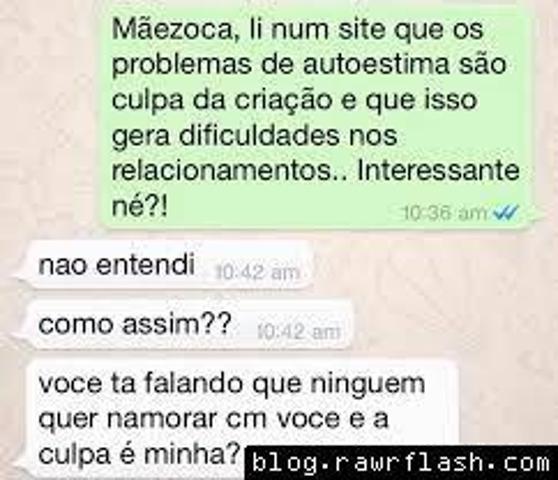 Mãezoca, li num site que os
problemas de autoestima são
culpa da criação e que isso
gera dificuldades nos
relacionamentos.. Interessante
né?!
10:36 am
nao entendi 10:42 am
como assim?? 10:42 am
voce ta falando que ninguem
quer namorar cm voce e a
culpa é minha?
blog.rawrflash.com